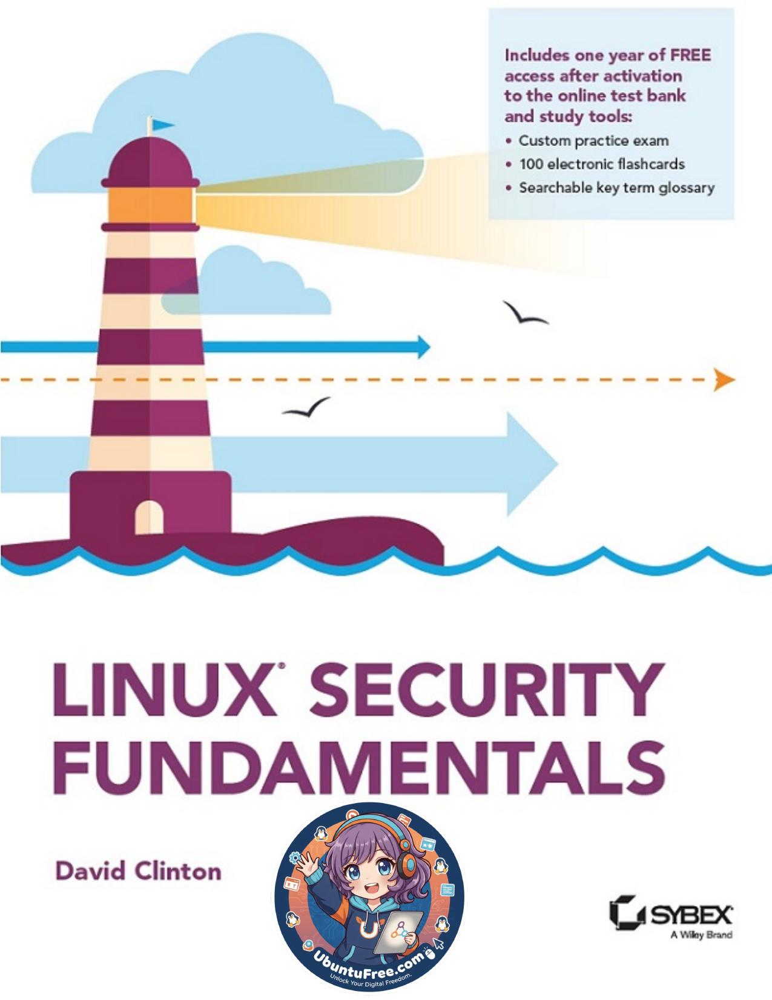 Includes one year of FREE
access after activation
to the online test bank
and study tools:
• Custom practice exam
• 100 electronic flashcards
• Searchable key term glossary
LINUX® SECURITY
FUNDAMENTALS
David Clinton
UbuntuFree.com
Unlock Your Digital Freedom.
SYBEX®
A Wiley Brand